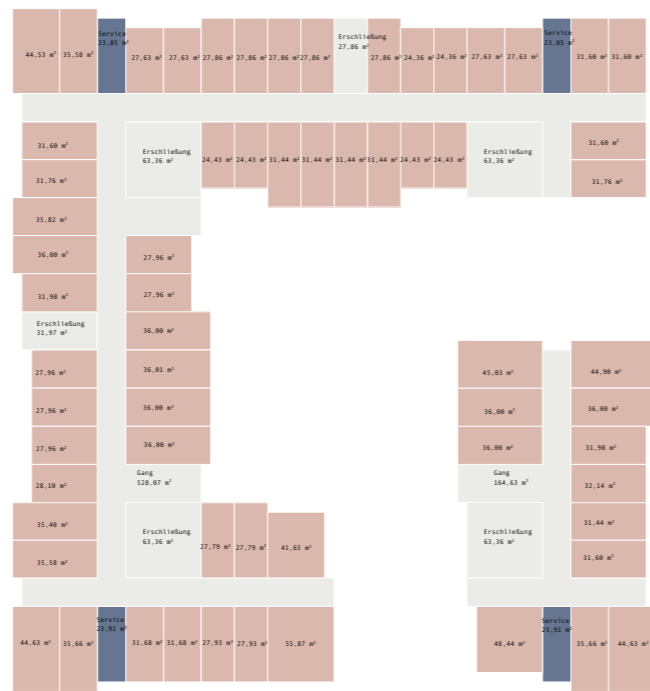 44,53 m² 35,58 m² Service
23,85 m² 27,63 m² 27,63 m² 27,86 m² 27,86 m² 27,86 m² 27,86 m² Erschließung
27,86 m² 27,86 m² 24,36 m² 24,36 m² 27,63 m² 27,63 m² Service
23,85 m² 31,60 m² 31,60 m²
31,60 m²
31,76 m²
Erschließung
63,36 m²
24,43 m² 24,43 m² 31,44 m² 31,44 m² 31,44 m² 31,44 m² 24,43 m² 24,43 m²
Erschließung
63,36 m²
31,60 m²
31,76 m²
35,82 m²
36,00 m²
31,98 m²
Erschließung
31,97 m²
27,96 m²
27,96 m²
27,96 m²
28,10 m²
35,40 m²
35,58 m²
27,96 m²
27,96 m²
36,00 m²
36,01 m²
36,00 m²
36,00 m²
Gang
528,07 m²
Erschließung
63,36 m²
27,79 m² 27,79 m² 41,65 m²
45,03 m²
36,00 m²
36,00 m²
Gang
164,63 m²
Erschließung
63,36 m²
44,90 m²
36,00 m²
31,98 m²
32,14 m²
31,44 m²
31,60 m²
44,63 m² 35,66 m² Service
23,91 m² 31,68 m² 31,68 m² 27,93 m² 27,93 m² 55,87 m²
48,44 m² Service
23,91 m² 35,66 m² 44,63 m²